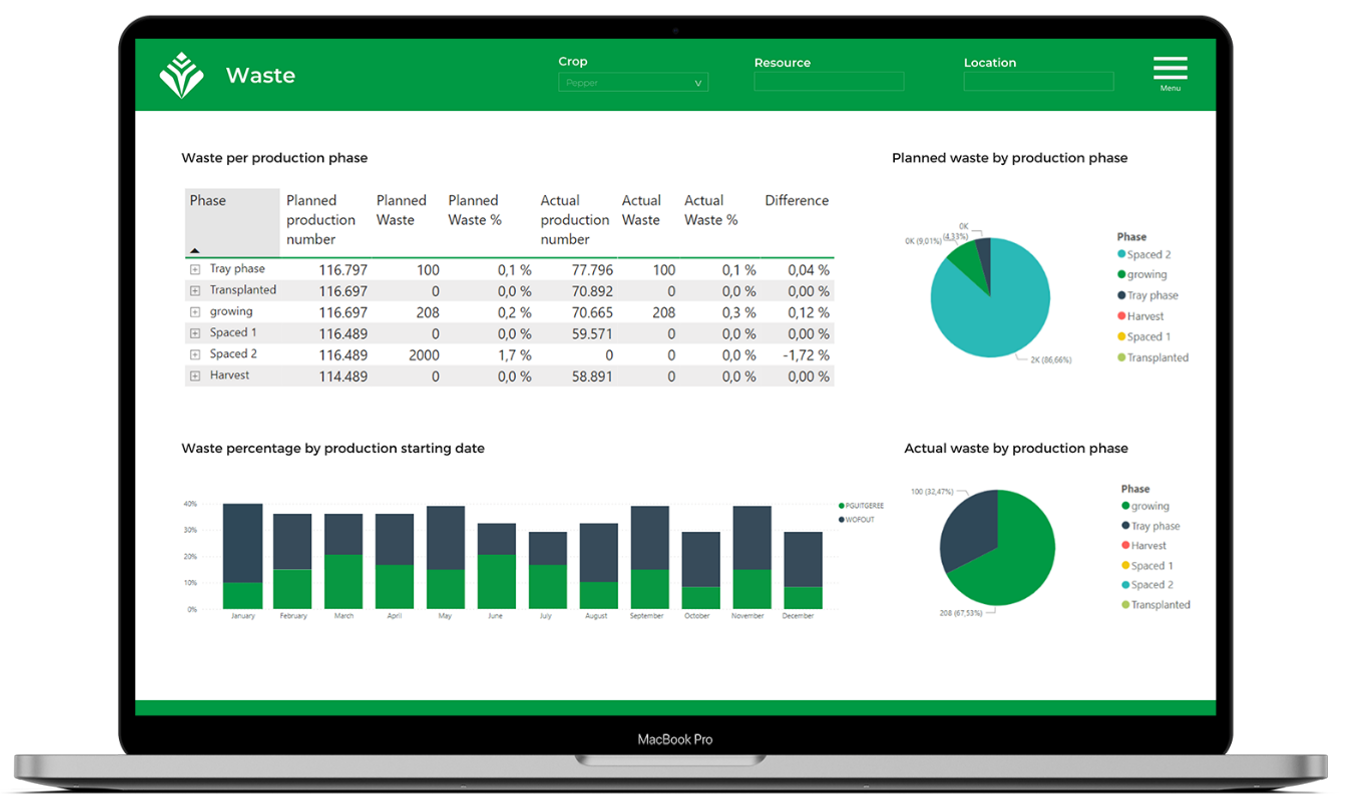 Waste
Crop
Pepper
V
Resource
Location
Menu
Waste per production phase
Phase
Planned production number
Planned Waste
Planned Waste %
Actual production number
Actual Waste
Actual Waste %
Difference
Tray phase 116.797 100 0,1 % 77.796 100 0,1 % 0,04 %
Transplanted 116.697 0 0,0 % 70.892 0 0,0 % 0,00 %
growing 116.697 208 0,2 % 70.665 208 0,3 % 0,12 %
Spaced 1 116.489 0 0,0 % 59.571 0 0,0 % 0,00 %
Spaced 2 116.489 2000 1,7 % 0 0 0,0 % -1,72 %
Harvest 114.489 0 0,0 % 58.891 0 0,0 % 0,00 %
Planned waste by production phase
0K
(4,33%)
0K (9,01%)
2K (86,66%)
Phase
Spaced 2
growing
Tray phase
Harvest
Spaced 1
Transplanted
Waste percentage by production starting date
40%
30%
20%
10%
0%
January February March April May June July August September October November December
PGUITGEREE
WOFOUT
Actual waste by production phase
100 (32,47%)
208 (67,53%)
Phase
growing
Tray phase
Harvest
Spaced 1
Spaced 2
Transplanted
MacBook Pro